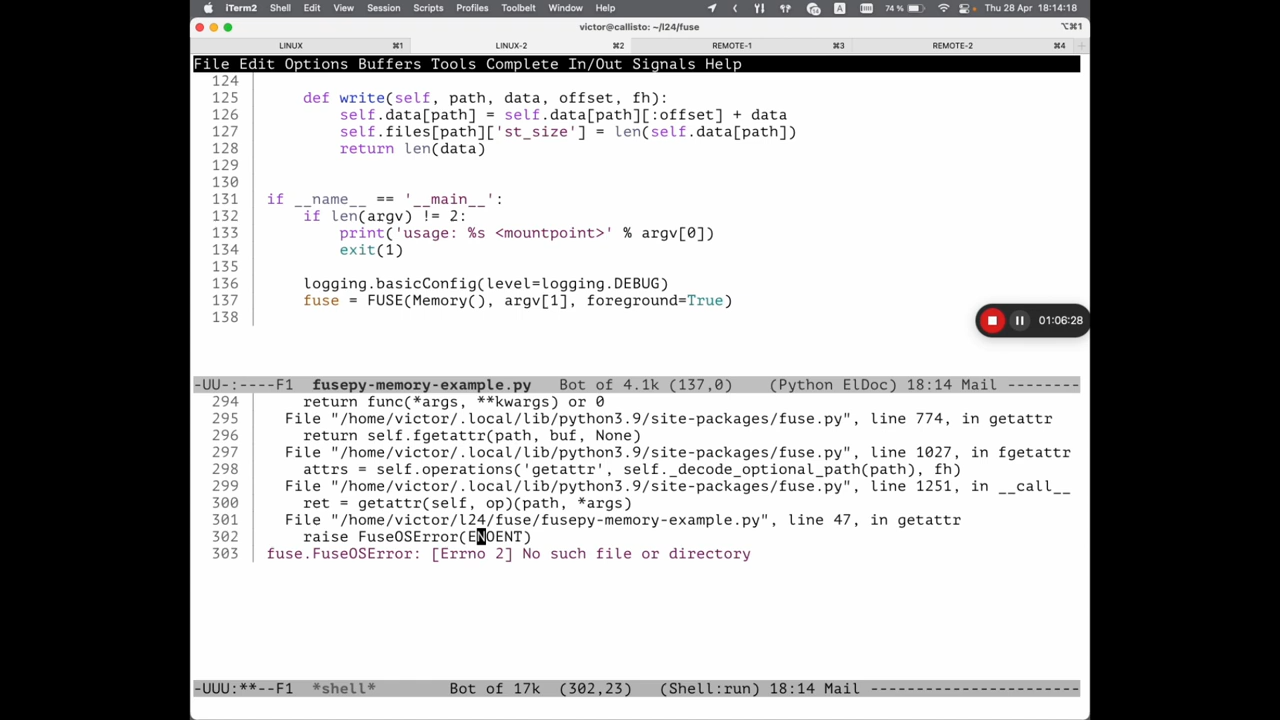 iTerm2 Shell Edit View Session Scripts Profiles Toolbelt Window Help A 74 % Thu 28 Apr 18:14:18
victor@callisto: ~/l24/fuse ⌥⌘1
LINUX ⌘1 LINUX-2 ⌘2 REMOTE-1 ⌘3 REMOTE-2 ⌘4 +
File Edit Options Buffers Tools Complete In/Out Signals Help
124
125 def write(self, path, data, offset, fh):
126 self.data[path] = self.data[path][:offset] + data
127 self.files[path]['st_size'] = len(self.data[path])
128 return len(data)
129
130
131 if __name__ == '__main__':
132 if len(argv) != 2:
133 print('usage: %s <mountpoint>' % argv[0])
134 exit(1)
135
136 logging.basicConfig(level=logging.DEBUG)
137 fuse = FUSE(Memory(), argv[1], foreground=True)
138
01:06:28
-UU-:----F1 fusepy-memory-example.py Bot of 4.1k (137,0) (Python ElDoc) 18:14 Mail --------
294 return func(*args, **kwargs) or 0
295 File "/home/victor/.local/lib/python3.9/site-packages/fuse.py", line 774, in getattr
296 return self.fgetattr(path, buf, None)
297 File "/home/victor/.local/lib/python3.9/site-packages/fuse.py", line 1027, in fgetattr
298 attrs = self.operations('getattr', self._decode_optional_path(path), fh)
299 File "/home/victor/.local/lib/python3.9/site-packages/fuse.py", line 1251, in __call__
300 ret = getattr(self, op)(path, *args)
301 File "/home/victor/l24/fuse/fusepy-memory-example.py", line 47, in getattr
302 raise FuseOSError(ENOENT)
303 fuse.FuseOSError: [Errno 2] No such file or directory
-UUU:**--F1 *shell* Bot of 17k (302,23) (Shell:run) 18:14 Mail -----------------------